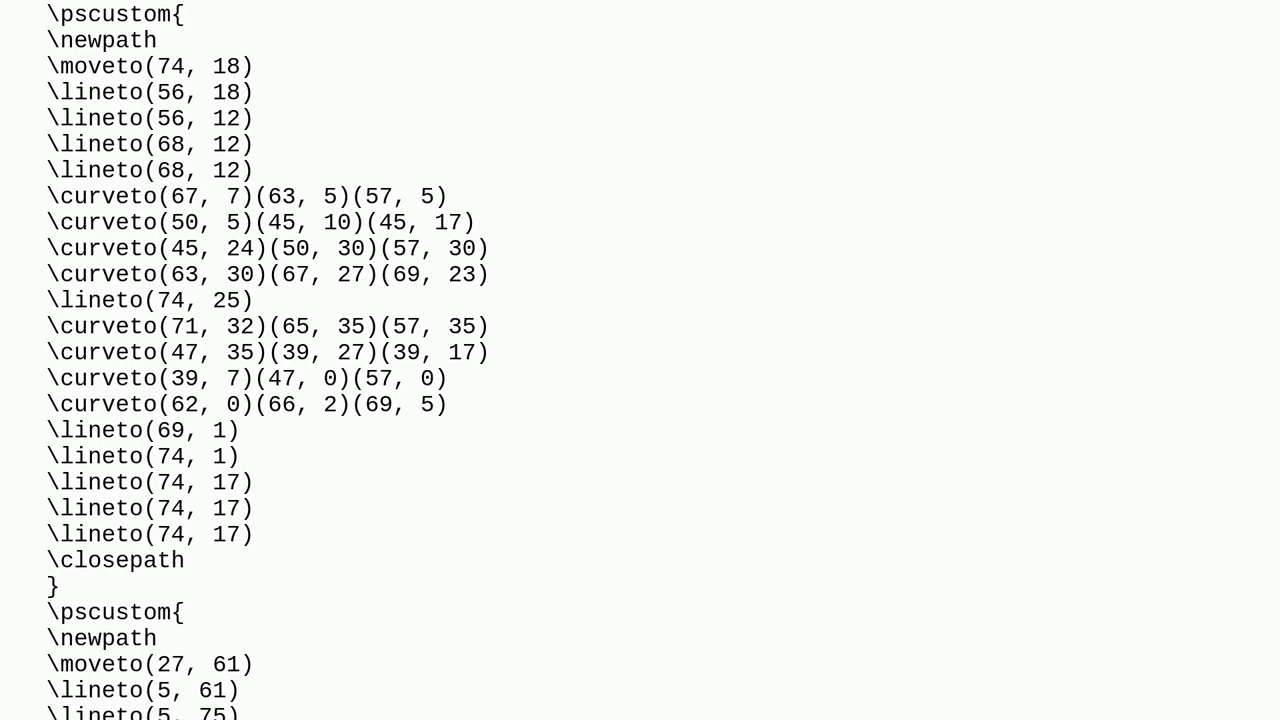 \pscustom{
\newpath
\moveto(74, 18)
\lineto(56, 18)
\lineto(56, 12)
\lineto(68, 12)
\lineto(68, 12)
\curveto(67, 7)(63, 5)(57, 5)
\curveto(50, 5)(45, 10)(45, 17)
\curveto(45, 24)(50, 30)(57, 30)
\curveto(63, 30)(67, 27)(69, 23)
\lineto(74, 25)
\curveto(71, 32)(65, 35)(57, 35)
\curveto(47, 35)(39, 27)(39, 17)
\curveto(39, 7)(47, 0)(57, 0)
\curveto(62, 0)(66, 2)(69, 5)
\lineto(69, 1)
\lineto(74, 1)
\lineto(74, 17)
\lineto(74, 17)
\lineto(74, 17)
\closepath
}
\pscustom{
\newpath
\moveto(27, 61)
\lineto(5, 61)
\lineto(5, 75)